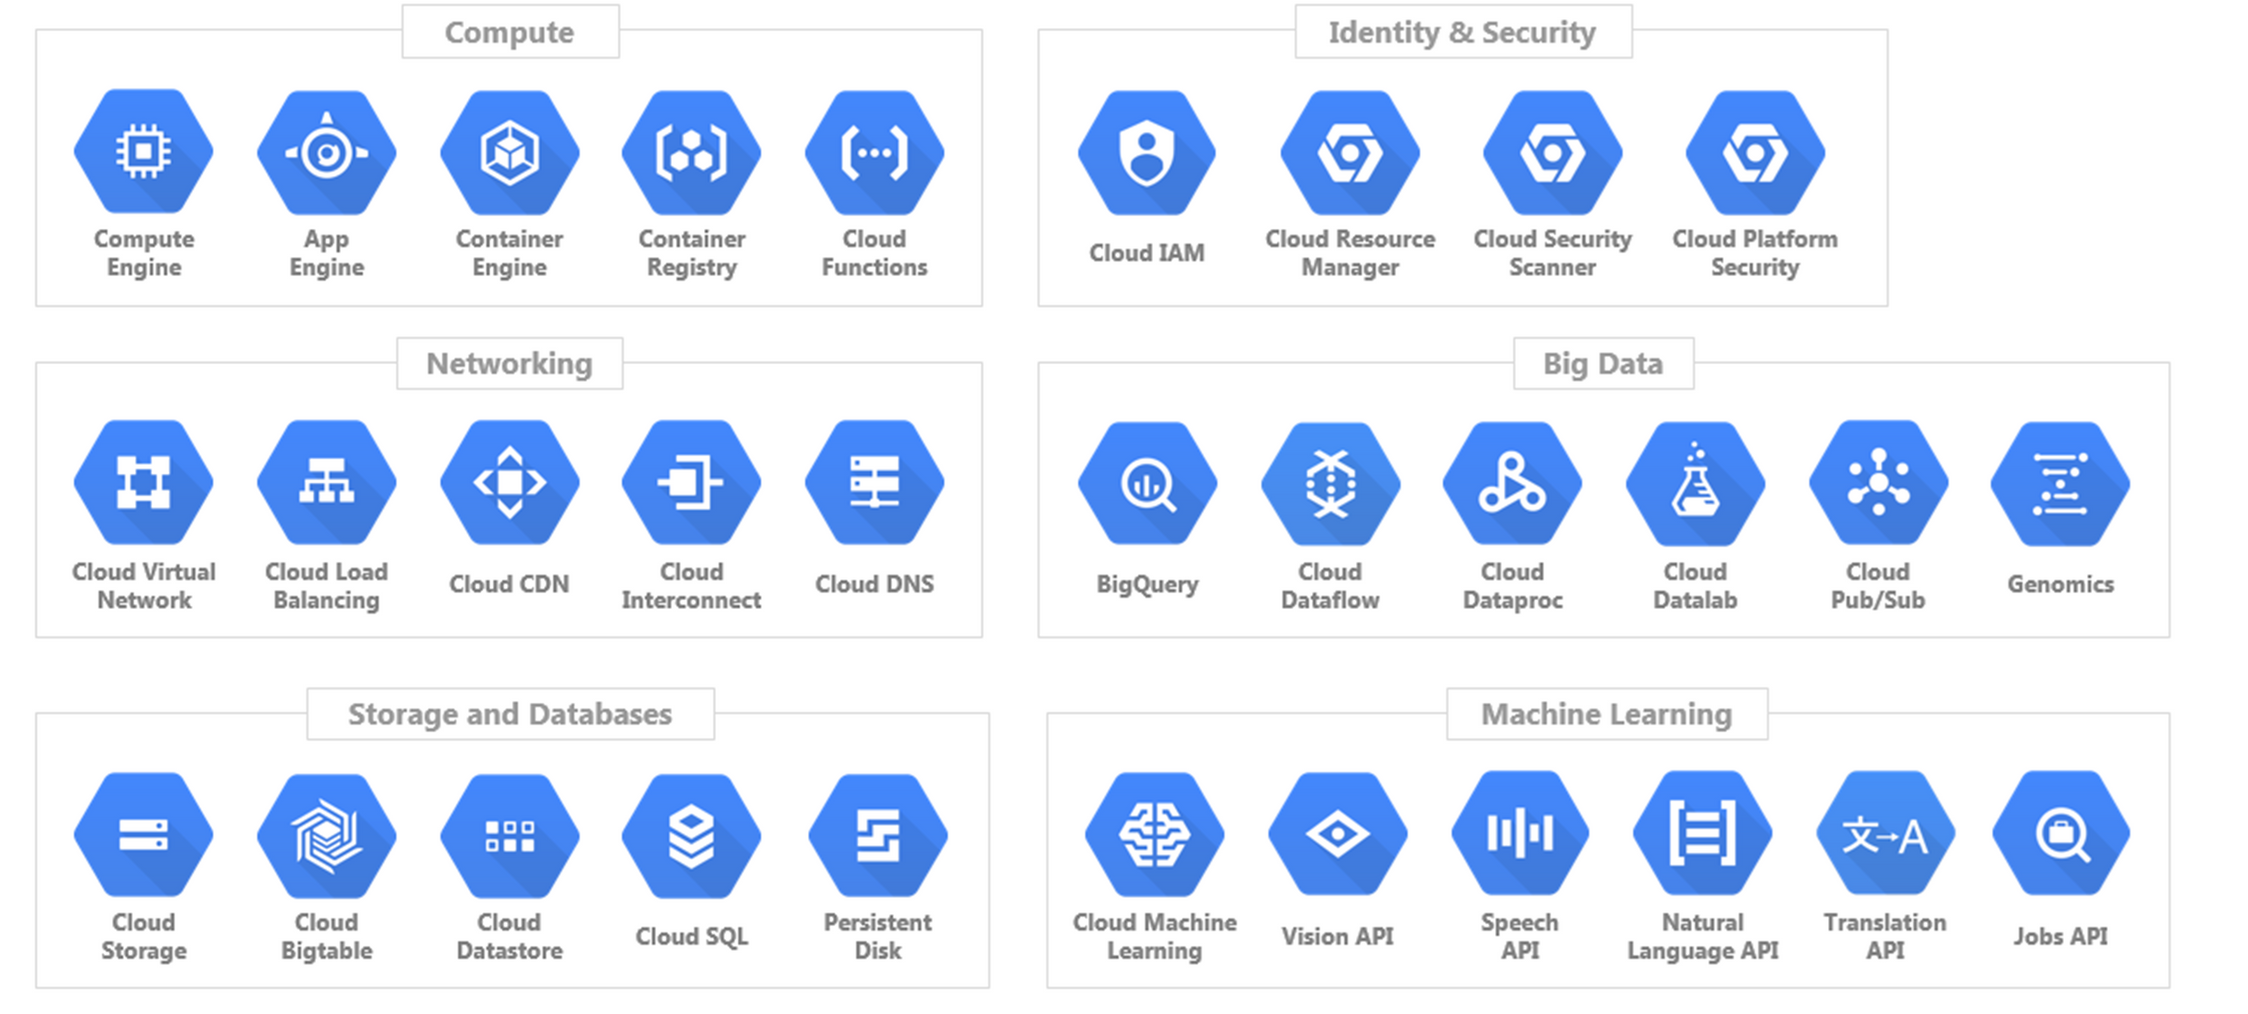 Compute
Compute
Engine
App
Engine
Container
Engine
Container
Registry
Cloud
Functions
Identity & Security
Cloud IAM
Cloud Resource
Manager
Cloud Security
Scanner
Cloud Platform
Security
Networking
Cloud Virtual
Network
Cloud Load
Balancing
Cloud CDN
Cloud
Interconnect
Cloud DNS
Big Data
BigQuery
Cloud
Dataflow
Cloud
Dataproc
Cloud
Datalab
Cloud
Pub/Sub
Genomics
Storage and Databases
Cloud
Storage
Cloud
Bigtable
Cloud
Datastore
Cloud SQL
Persistent
Disk
Machine Learning
Cloud Machine
Learning
Vision API
Speech
API
Natural
Language API
文→A
Translation
API
Jobs API